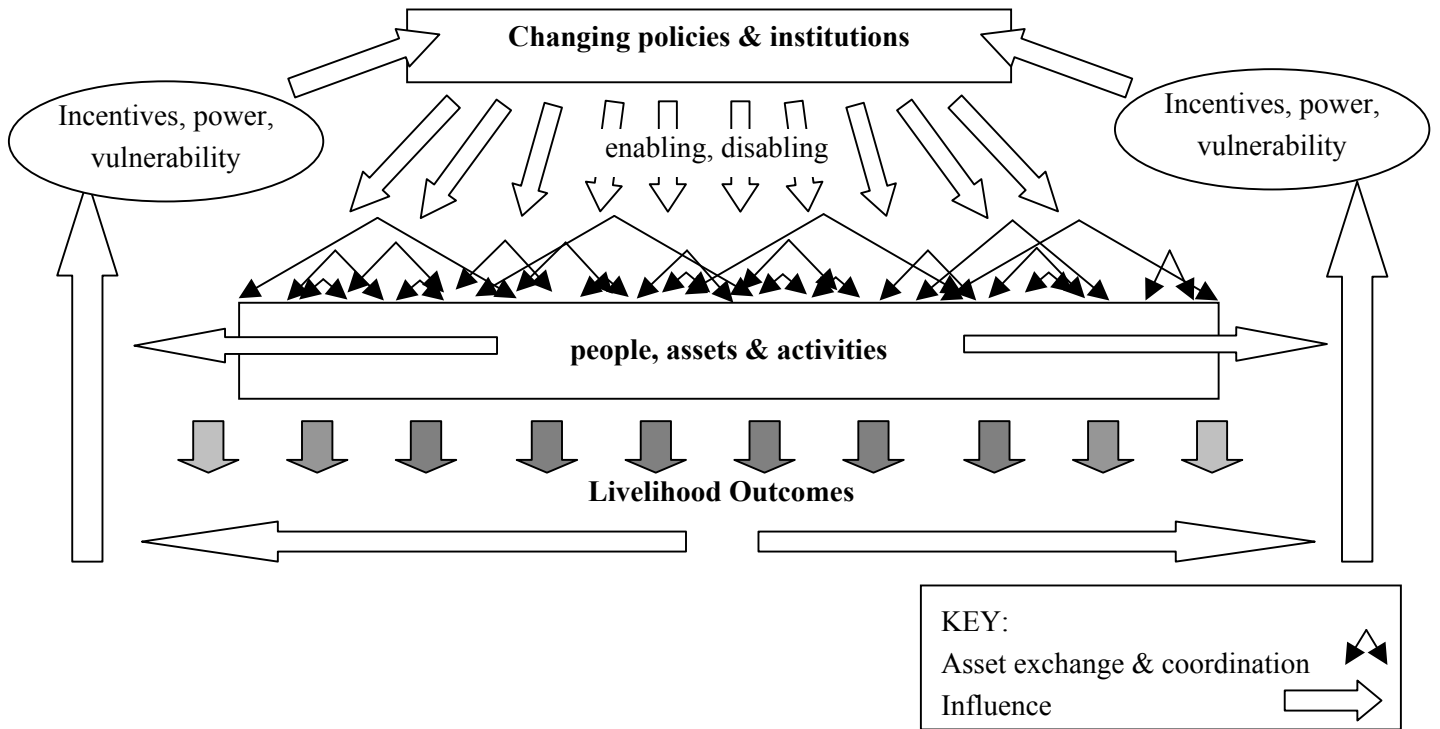 Changing policies & institutions
Incentives, power,
vulnerability
Incentives, power,
vulnerability
enabling, disabling
people, assets & activities
Livelihood Outcomes
KEY:
Asset exchange & coordination
Influence